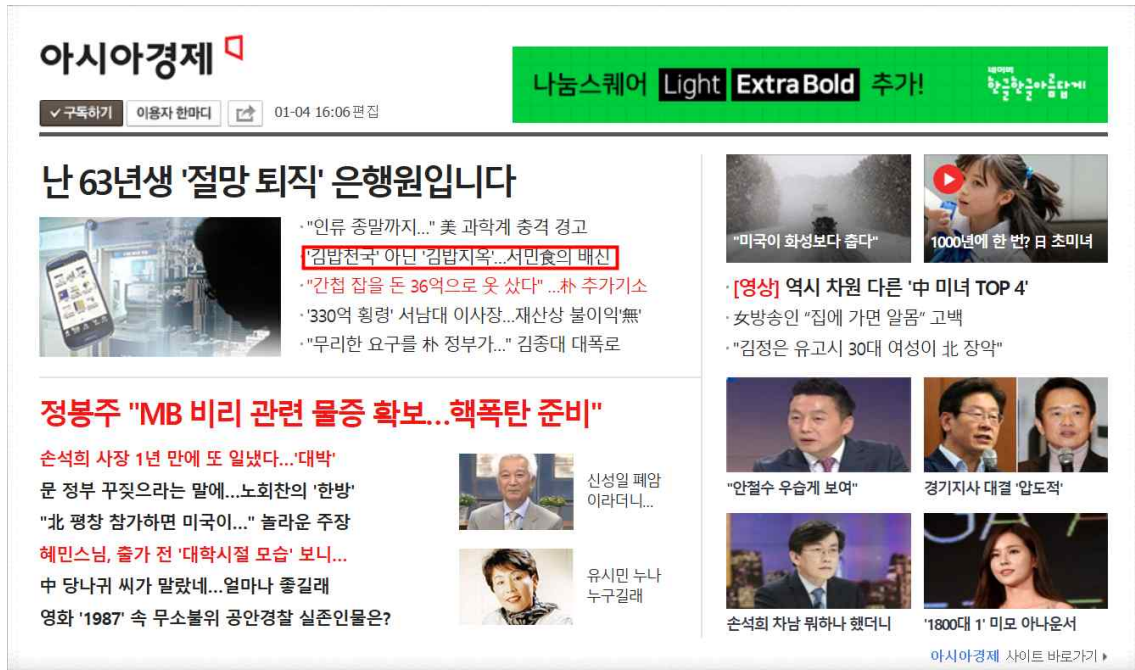 아시아경제
구독하기 이용자 한마디 01-04 16:06 편집
나눔스퀘어 Light ExtraBold 추가!
네이버
한글한글아름답게
난 63년생 '절망 퇴직' 은행원입니다
"인류 종말까지..." 美 과학계 충격 경고
'김밥천국' 아닌 '김밥지옥'...서민食의 배신
"간첩 잡을 돈 36억으로 옷 샀다" ...朴 추가기소
'330억 횡령' 서남대 이사장...재산상 불이익'無'
"무리한 요구를 朴 정부가..." 김종대 대폭로
정봉주 "MB 비리 관련 물증 확보...핵폭탄 준비"
손석희 사장 1년 만에 또 일냈다...'대박'
문 정부 꾸짖으라는 말에...노회찬의 '한방'
"北 평창 참가하면 미국이..." 놀라운 주장
혜민스님, 출가 전 '대학시절 모습' 보니...
中 당나귀 씨가 말랐네...얼마나 좋길래
영화 '1987' 속 무소불위 공안경찰 실존인물은?
신성일 폐암
이라더니...
유시민 누나
누구길래
"미국이 화성보다 춥다"
1000년에 한 번? 日 초미녀
[영상] 역시 차원 다른 '中 미녀 TOP 4'
女방송인 "집에 가면 알몸" 고백
"김정은 유고시 30대 여성이 北 장악"
"안철수 우습게 보여"
경기지사 대결 '압도적'
손석희 차남 뭐하나 했더니
'1800대 1' 미모 아나운서
아시아경제 사이트 바로가기